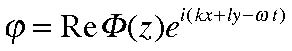 φ = Re Φ(z)e^{i(kx+ly−ωt)}